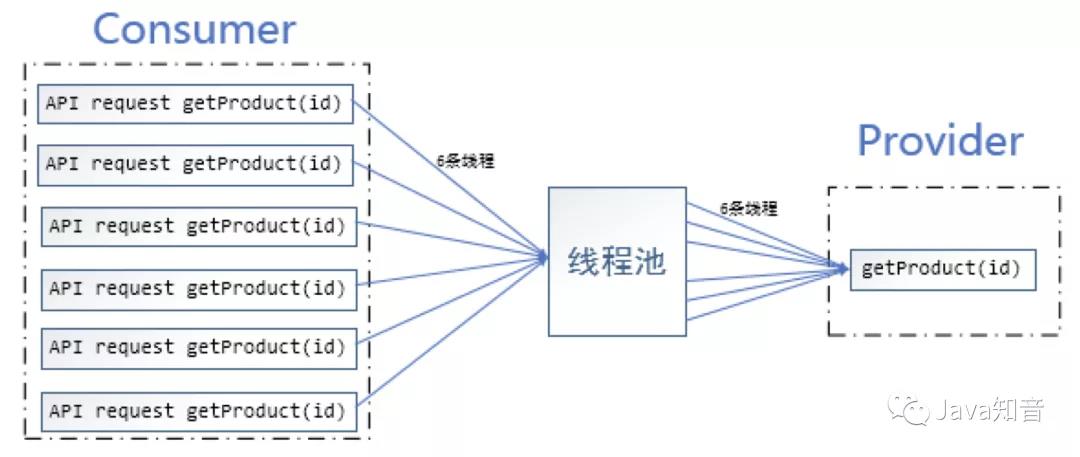 Consumer
API request getProduct(id)
API request getProduct(id)
API request getProduct(id)
API request getProduct(id)
API request getProduct(id)
API request getProduct(id)
6条线程
线程池
6条线程
Provider
getProduct(id)
Java知音